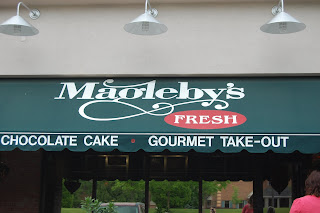 Magleby's
FRESH
CHOCOLATE CAKE • GOURMET TAKE-OUT